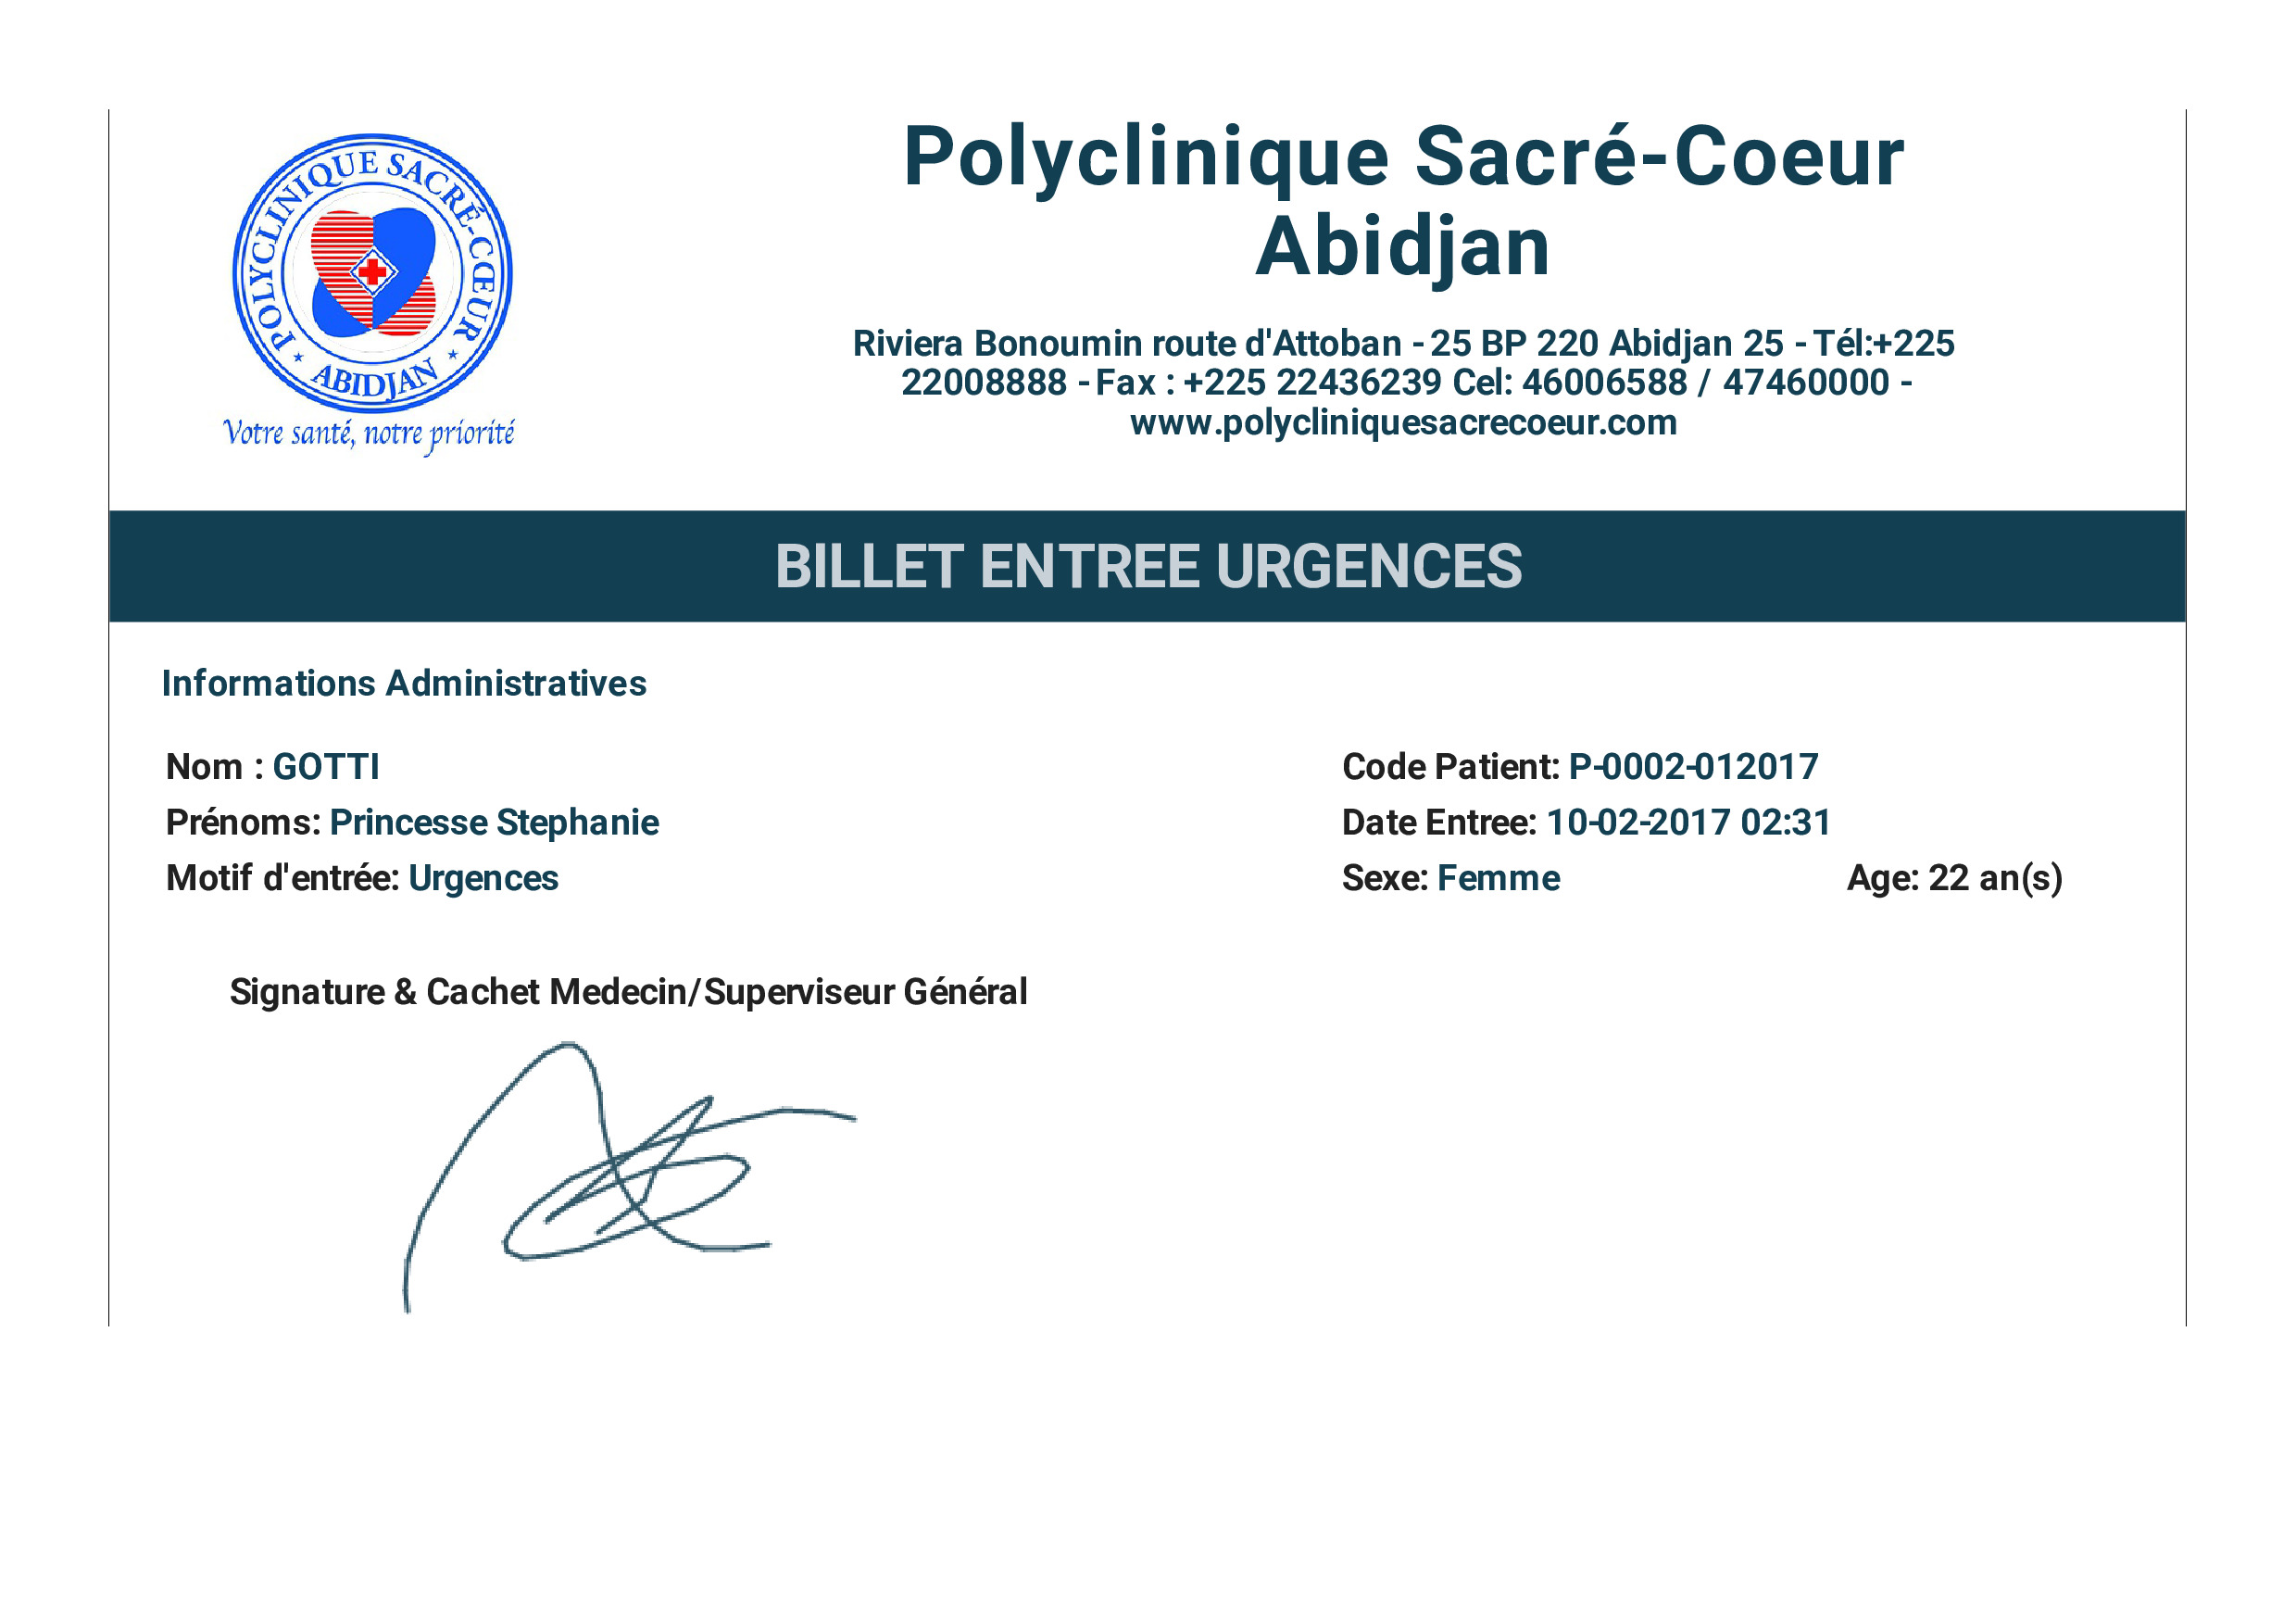 POLYCLINIQUE SACRÉ-CŒUR
ABIDJAN
Votre santé, notre priorité
Polyclinique Sacré-Coeur
Abidjan
Riviera Bonoumin route d'Attoban - 25 BP 220 Abidjan 25 - Tél:+225
22008888 - Fax : +225 22436239 Cel: 46006588 / 47460000 -
www.polycliniquesacrecoeur.com
BILLET ENTREE URGENCES
Informations Administratives
Nom : GOTTI
Code Patient: P-0002-012017
Prénoms: Princesse Stephanie
Date Entree: 10-02-2017 02:31
Motif d'entrée: Urgences
Sexe: Femme
Age: 22 an(s)
Signature & Cachet Medecin/Superviseur Général